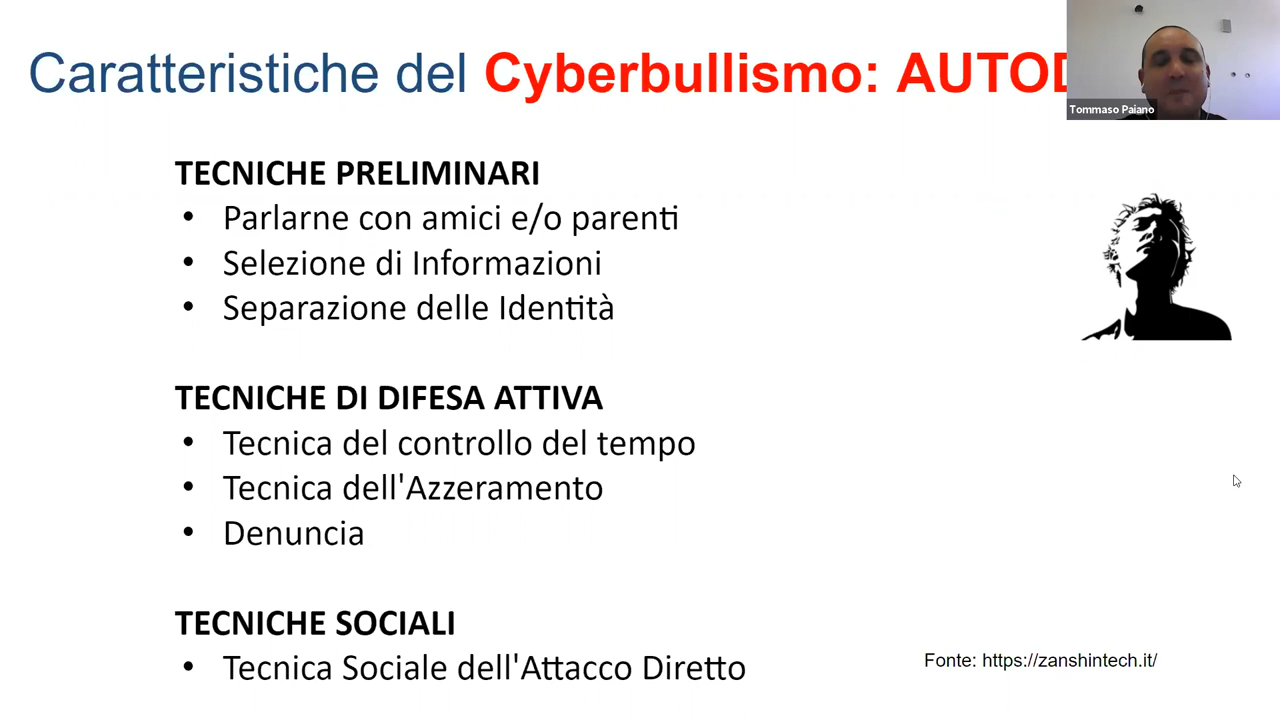 Caratteristiche del Cyberbullismo: AUTOD
Tommaso Paiano
TECNICHE PRELIMINARI
• Parlarne con amici e/o parenti
• Selezione di Informazioni
• Separazione delle Identità
TECNICHE DI DIFESA ATTIVA
• Tecnica del controllo del tempo
• Tecnica dell'Azzeramento
• Denuncia
TECNICHE SOCIALI
• Tecnica Sociale dell'Attacco Diretto
Fonte: https://zanshintech.it/